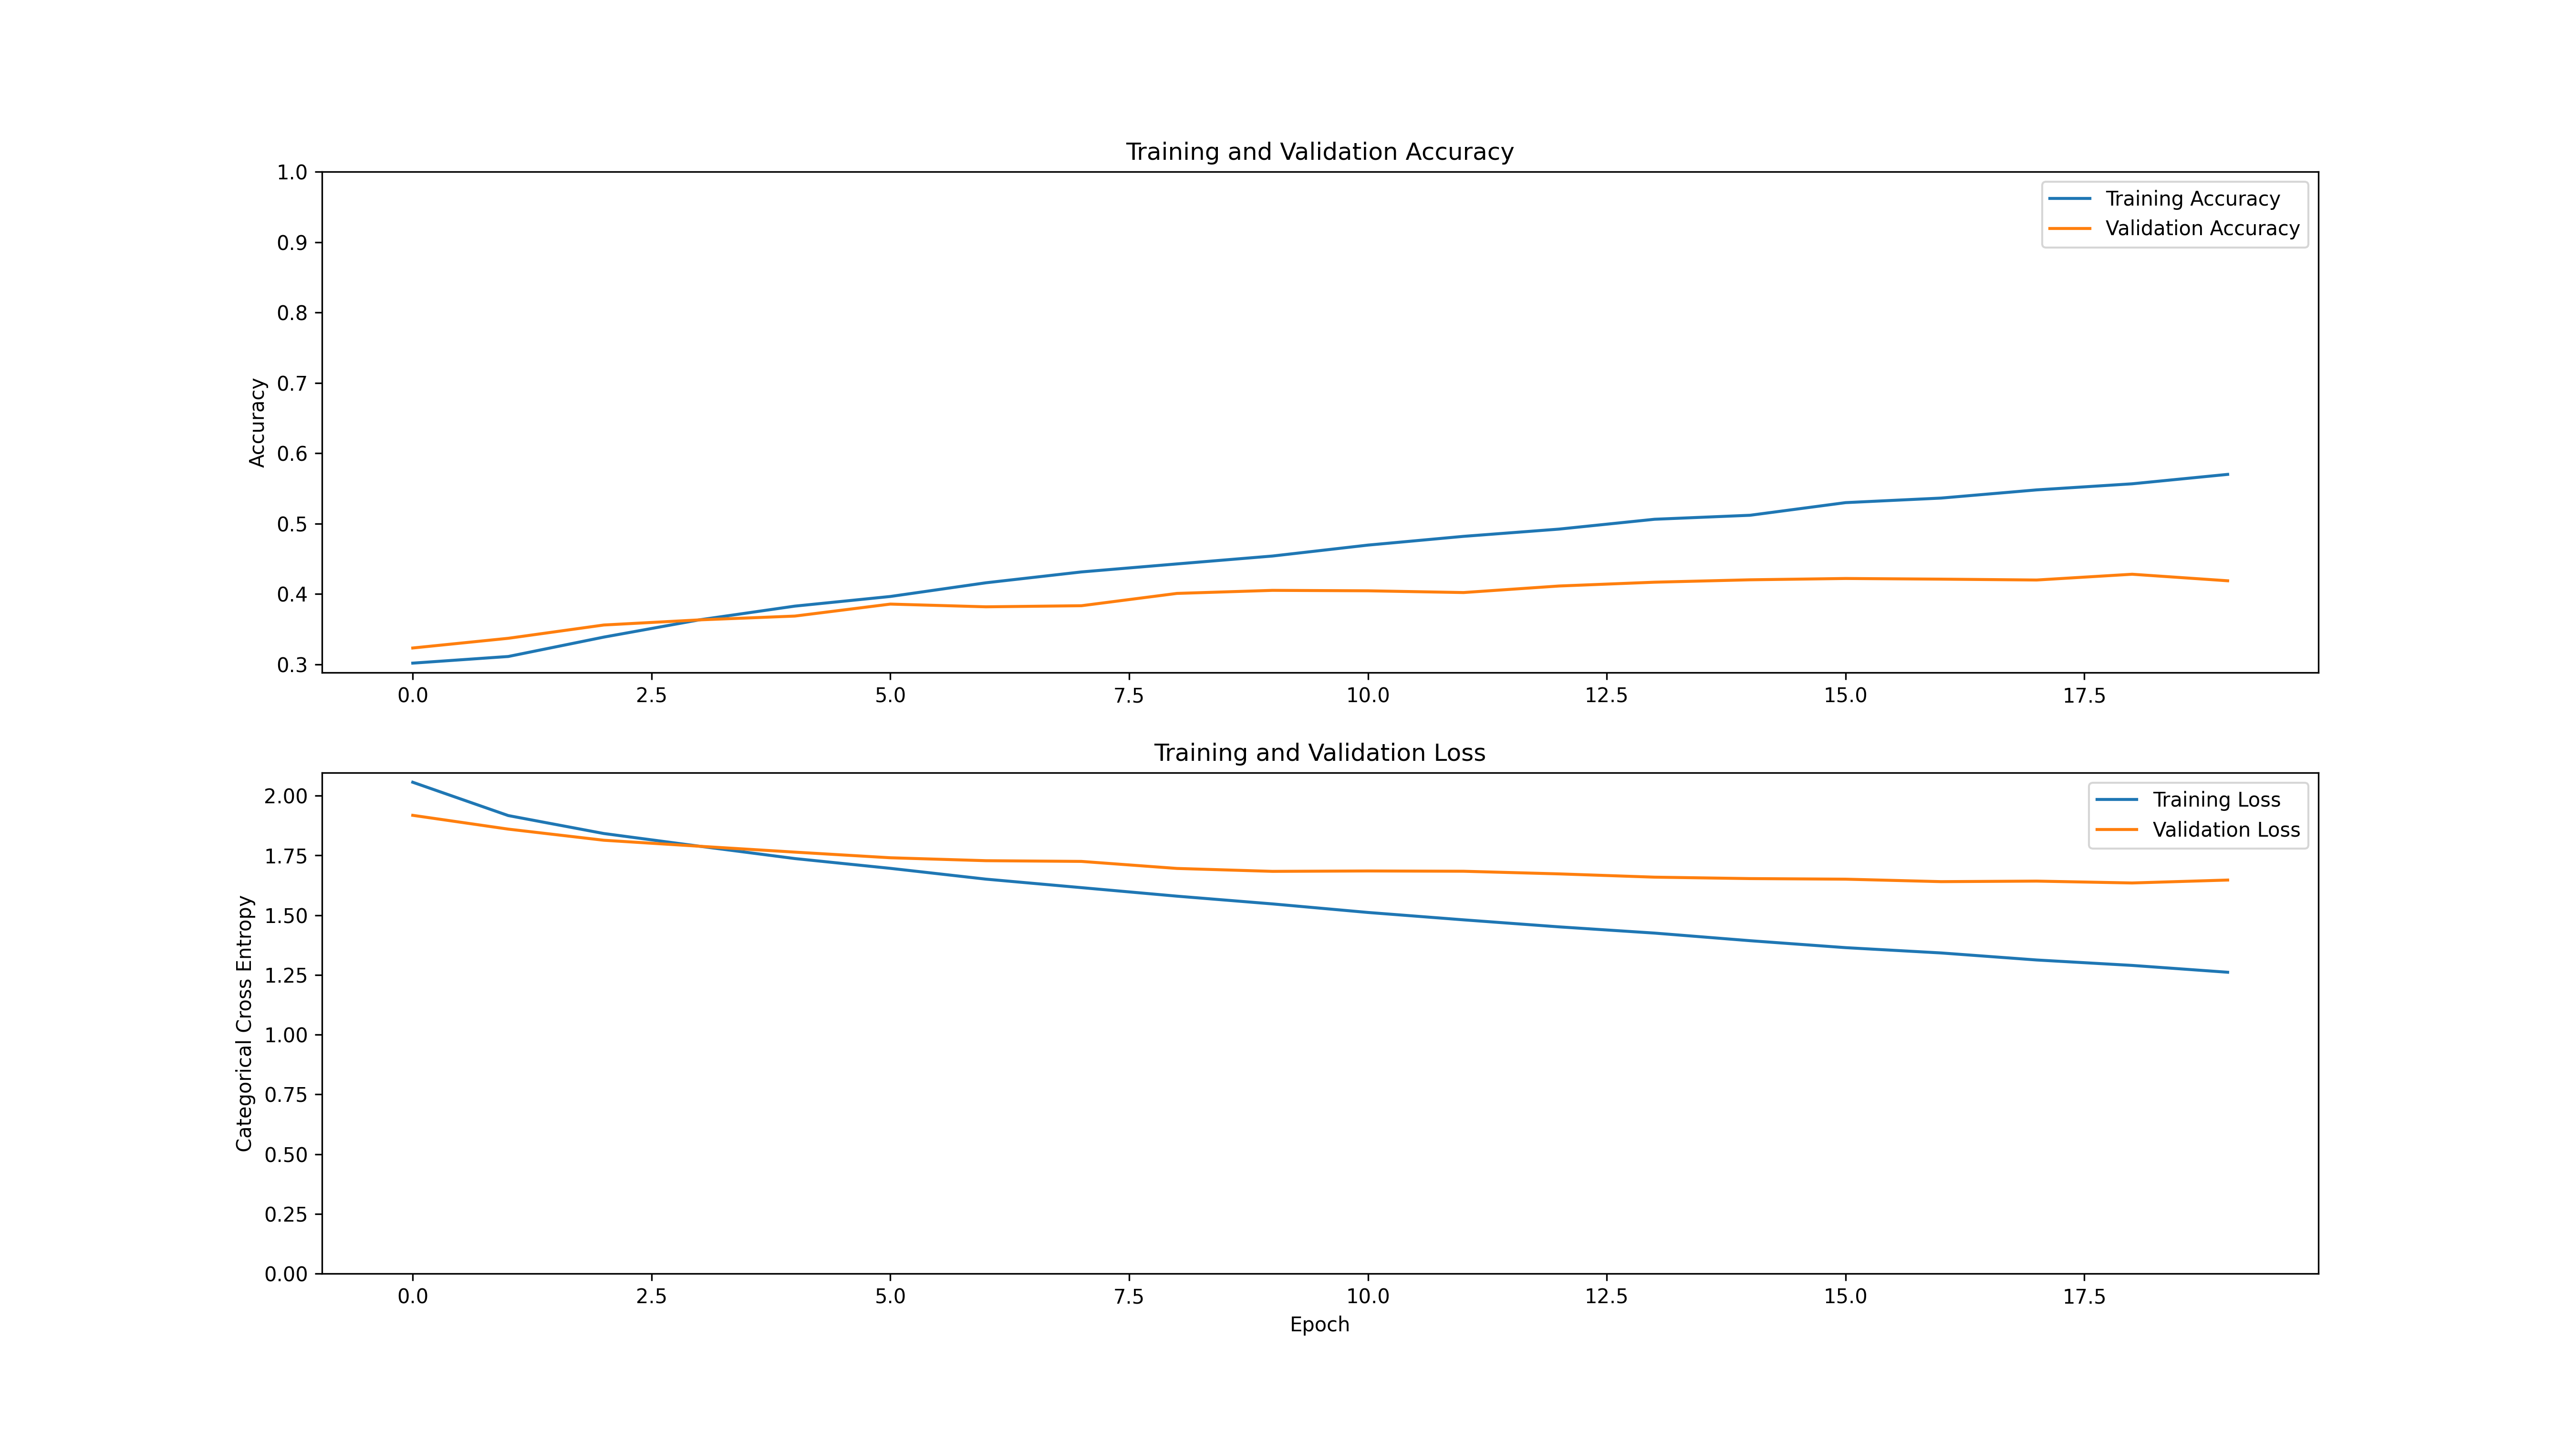 Training and Validation Accuracy
1.0
0.9
0.8
0.7
0.6
0.5
0.4
0.3
Accuracy
Training Accuracy
Validation Accuracy
0.0 2.5 5.0 7.5 10.0 12.5 15.0 17.5
Training and Validation Loss
2.00
1.75
1.50
1.25
1.00
0.75
0.50
0.25
0.00
Categorical Cross Entropy
Training Loss
Validation Loss
0.0 2.5 5.0 7.5 10.0 12.5 15.0 17.5
Epoch